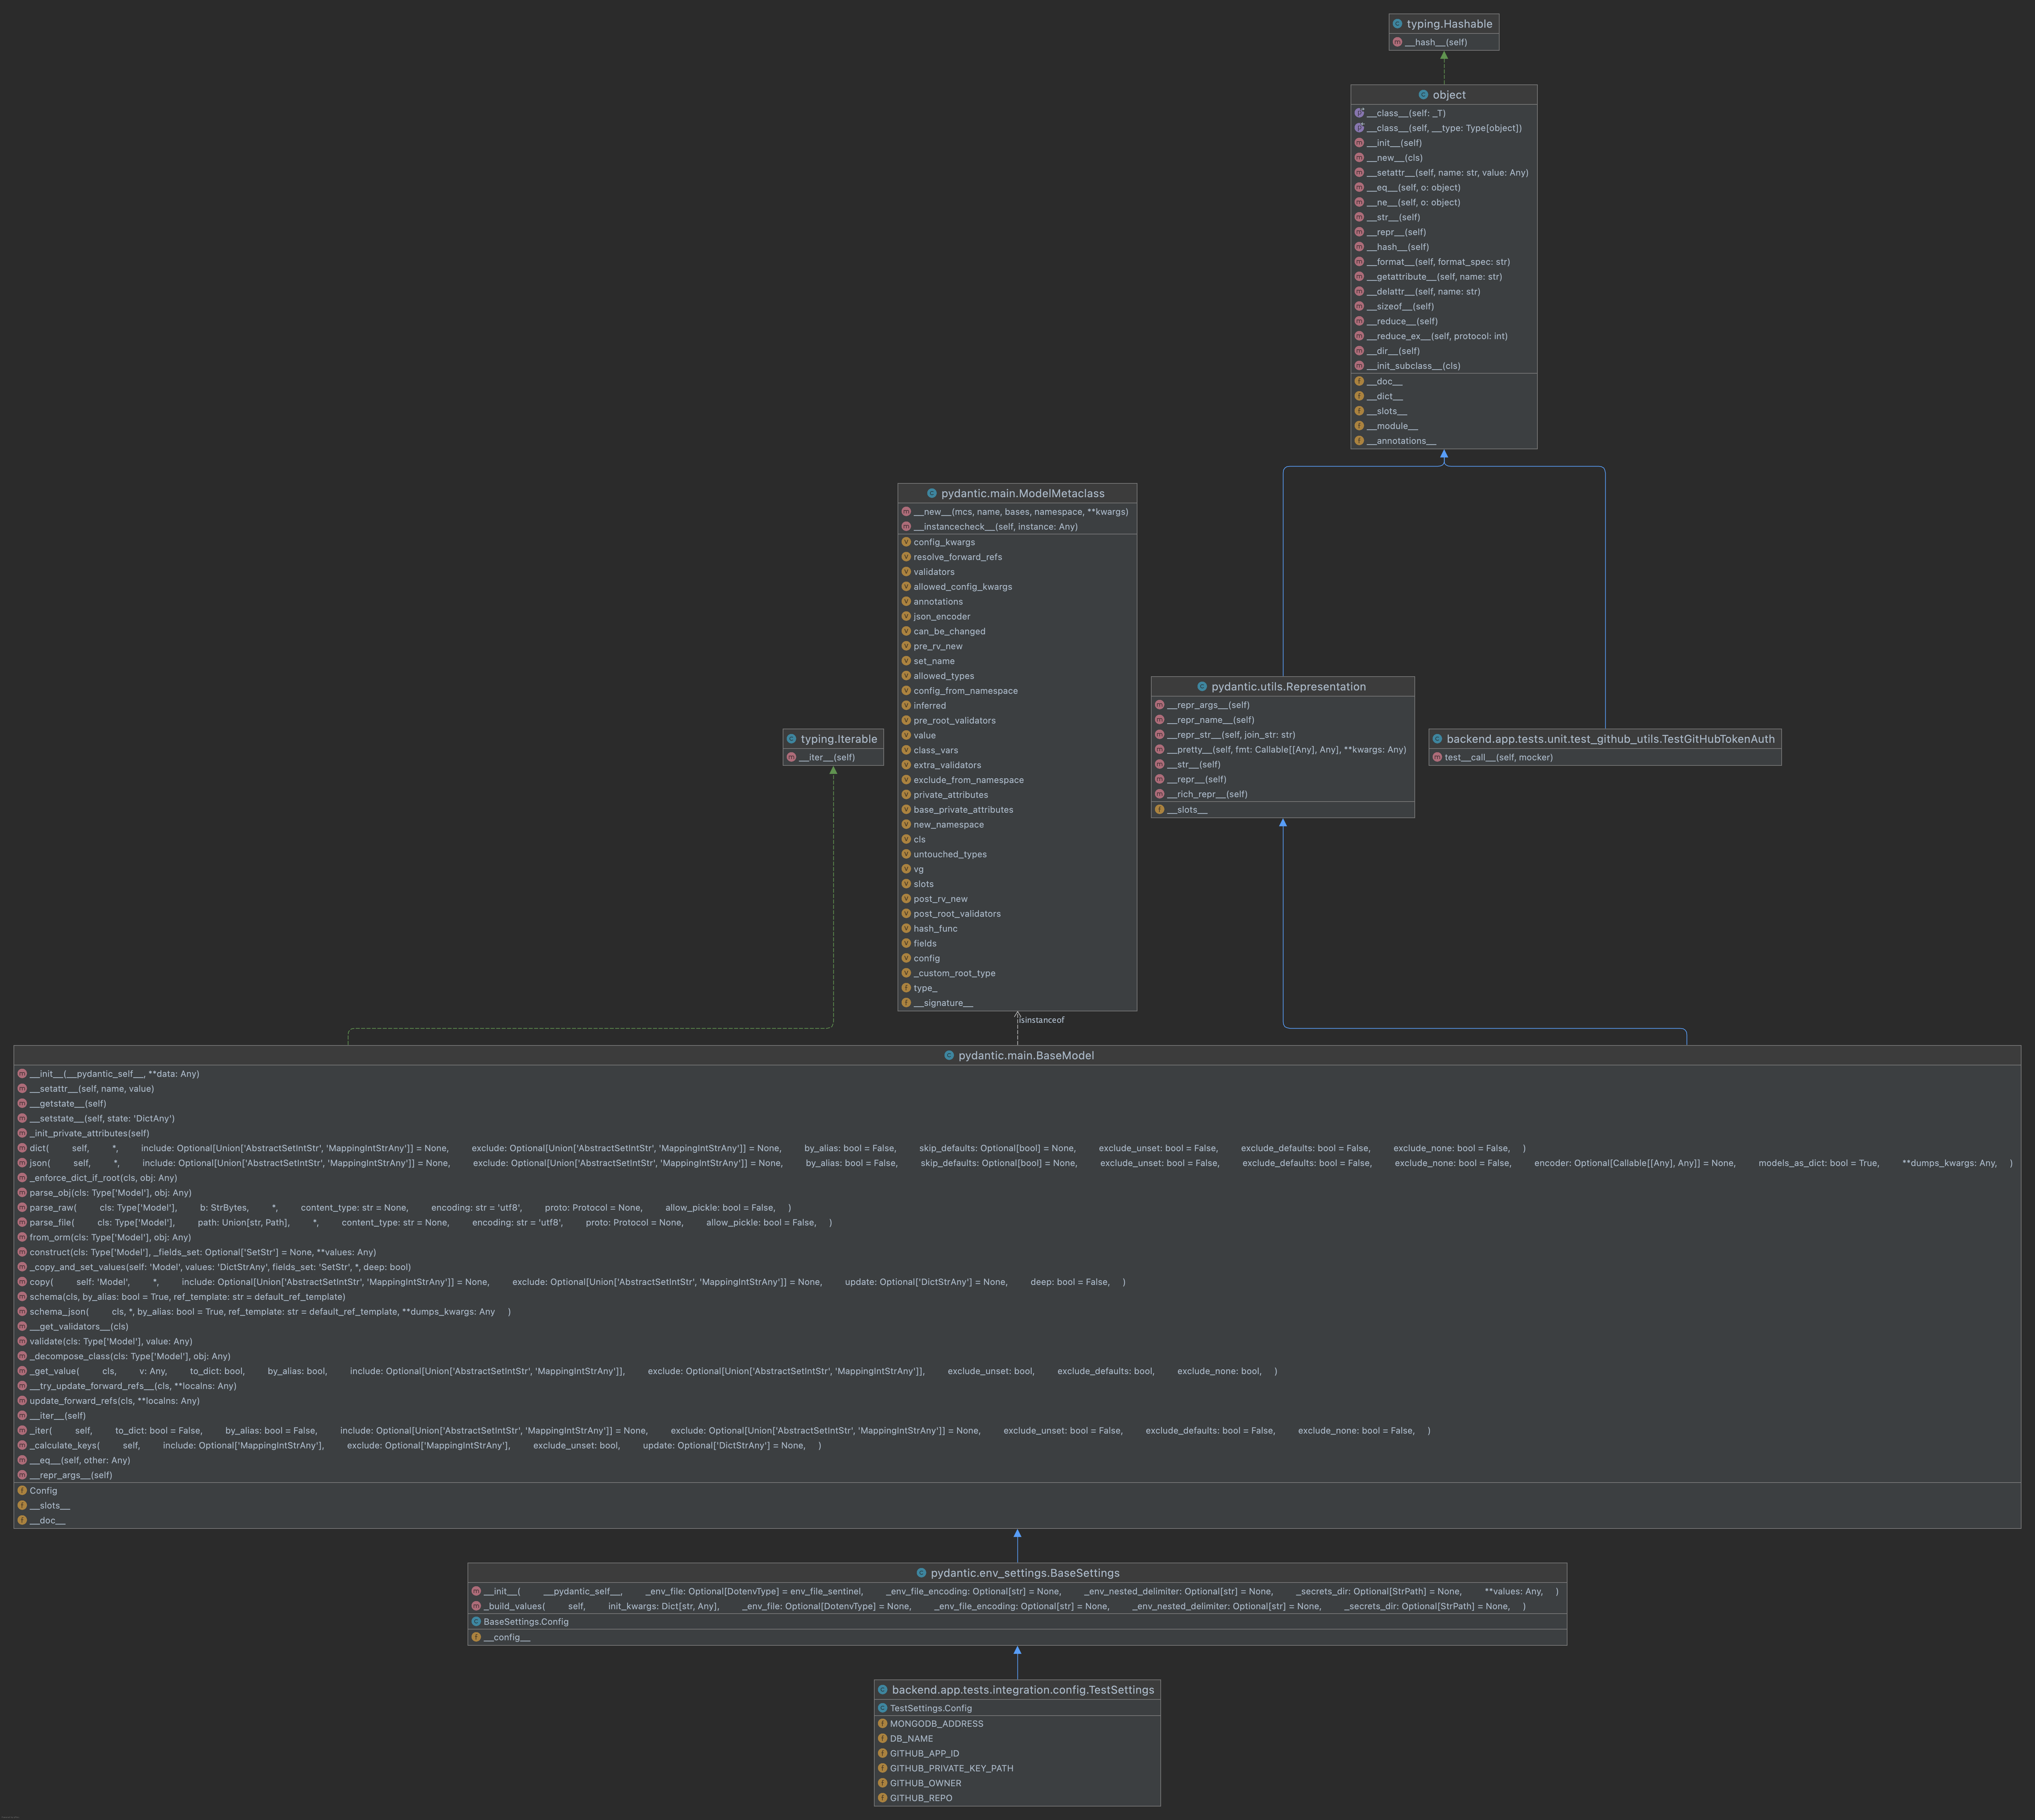 typing.Hashable
__hash__(self)
object
__class__(self: _T)
__class__(self, __type: Type[object])
__init__(self)
__new__(cls)
__setattr__(self, name: str, value: Any)
__eq__(self, o: object)
__ne__(self, o: object)
__str__(self)
__repr__(self)
__hash__(self)
__format__(self, format_spec: str)
__getattribute__(self, name: str)
__delattr__(self, name: str)
__sizeof__(self)
__reduce__(self)
__reduce_ex__(self, protocol: int)
__dir__(self)
__init_subclass__(cls)
__doc__
__dict__
__slots__
__module__
__annotations__
pydantic.main.ModelMetaclass
__new__(mcs, name, bases, namespace, **kwargs)
__instancecheck__(self, instance: Any)
config_kwargs
resolve_forward_refs
validators
allowed_config_kwargs
annotations
json_encoder
can_be_changed
pre_rv_new
set_name
allowed_types
config_from_namespace
inferred
pre_root_validators
value
class_vars
extra_validators
exclude_from_namespace
private_attributes
base_private_attributes
new_namespace
cls
untouched_types
vg
slots
post_rv_new
post_root_validators
hash_func
fields
config
_custom_root_type
type_
__signature__
pydantic.utils.Representation
__repr_args__(self)
__repr_name__(self)
__repr_str__(self, join_str: str)
__pretty__(self, fmt: Callable[[Any], Any], **kwargs: Any)
__str__(self)
__repr__(self)
__rich_repr__(self)
__slots__
typing.Iterable
__iter__(self)
backend.app.tests.unit.test_github_utils.TestGitHubTokenAuth
test__call__(self, mocker)
isinstanceof
pydantic.main.BaseModel
__init__(__pydantic_self__, **data: Any)
__setattr__(self, name, value)
__getstate__(self)
__setstate__(self, state: 'DictAny')
_init_private_attributes(self)
dict( self, *, include: Optional[Union['AbstractSetIntStr', 'MappingIntStrAny']] = None, exclude: Optional[Union['AbstractSetIntStr', 'MappingIntStrAny']] = None, by_alias: bool = False, skip_defaults: Optional[bool] = None, exclude_unset: bool = False, exclude_defaults: bool = False, exclude_none: bool = False, )
json( self, *, include: Optional[Union['AbstractSetIntStr', 'MappingIntStrAny']] = None, exclude: Optional[Union['AbstractSetIntStr', 'MappingIntStrAny']] = None, by_alias: bool = False, skip_defaults: Optional[bool] = None, exclude_unset: bool = False, exclude_defaults: bool = False, exclude_none: bool = False, encoder: Optional[Callable[[Any], Any]] = None, models_as_dict: bool = True, **dumps_kwargs: Any, )
_enforce_dict_if_root(cls, obj: Any)
parse_obj(cls: Type['Model'], obj: Any)
parse_raw( cls: Type['Model'], b: StrBytes, *, content_type: str = None, encoding: str = 'utf8', proto: Protocol = None, allow_pickle: bool = False, )
parse_file( cls: Type['Model'], path: Union[str, Path], *, content_type: str = None, encoding: str = 'utf8', proto: Protocol = None, allow_pickle: bool = False, )
from_orm(cls: Type['Model'], obj: Any)
construct(cls: Type['Model'], _fields_set: Optional['SetStr'] = None, **values: Any)
_copy_and_set_values(self: 'Model', values: 'DictStrAny', fields_set: 'SetStr', *, deep: bool)
copy( self: 'Model', *, include: Optional[Union['AbstractSetIntStr', 'MappingIntStrAny']] = None, exclude: Optional[Union['AbstractSetIntStr', 'MappingIntStrAny']] = None, update: Optional['DictStrAny'] = None, deep: bool = False, )
schema(cls, by_alias: bool = True, ref_template: str = default_ref_template)
schema_json( cls, *, by_alias: bool = True, ref_template: str = default_ref_template, **dumps_kwargs: Any )
__get_validators__(cls)
validate(cls: Type['Model'], value: Any)
_decompose_class(cls: Type['Model'], obj: Any)
_get_value( cls, v: Any, to_dict: bool, by_alias: bool, include: Optional[Union['AbstractSetIntStr', 'MappingIntStrAny']], exclude: Optional[Union['AbstractSetIntStr', 'MappingIntStrAny']], exclude_unset: bool, exclude_defaults: bool, exclude_none: bool, )
__try_update_forward_refs__(cls, **localns: Any)
update_forward_refs(cls, **localns: Any)
__iter__(self)
_iter( self, to_dict: bool = False, by_alias: bool = False, include: Optional[Union['AbstractSetIntStr', 'MappingIntStrAny']] = None, exclude: Optional[Union['AbstractSetIntStr', 'MappingIntStrAny']] = None, exclude_unset: bool = False, exclude_defaults: bool = False, exclude_none: bool = False, )
_calculate_keys( self, include: Optional['MappingIntStrAny'], exclude: Optional['MappingIntStrAny'], exclude_unset: bool, update: Optional['DictStrAny'] = None, )
__eq__(self, other: Any)
__repr_args__(self)
Config
__slots__
__doc__
pydantic.env_settings.BaseSettings
__init__( __pydantic_self__, _env_file: Optional[DotenvType] = env_file_sentinel, _env_file_encoding: Optional[str] = None, _env_nested_delimiter: Optional[str] = None, _secrets_dir: Optional[StrPath] = None, **values: Any, )
_build_values( self, init_kwargs: Dict[str, Any], _env_file: Optional[DotenvType] = None, _env_file_encoding: Optional[str] = None, _env_nested_delimiter: Optional[str] = None, _secrets_dir: Optional[StrPath] = None, )
BaseSettings.Config
__config__
backend.app.tests.integration.config.TestSettings
TestSettings.Config
MONGODB_ADDRESS
DB_NAME
GITHUB_APP_ID
GITHUB_PRIVATE_KEY_PATH
GITHUB_OWNER
GITHUB_REPO